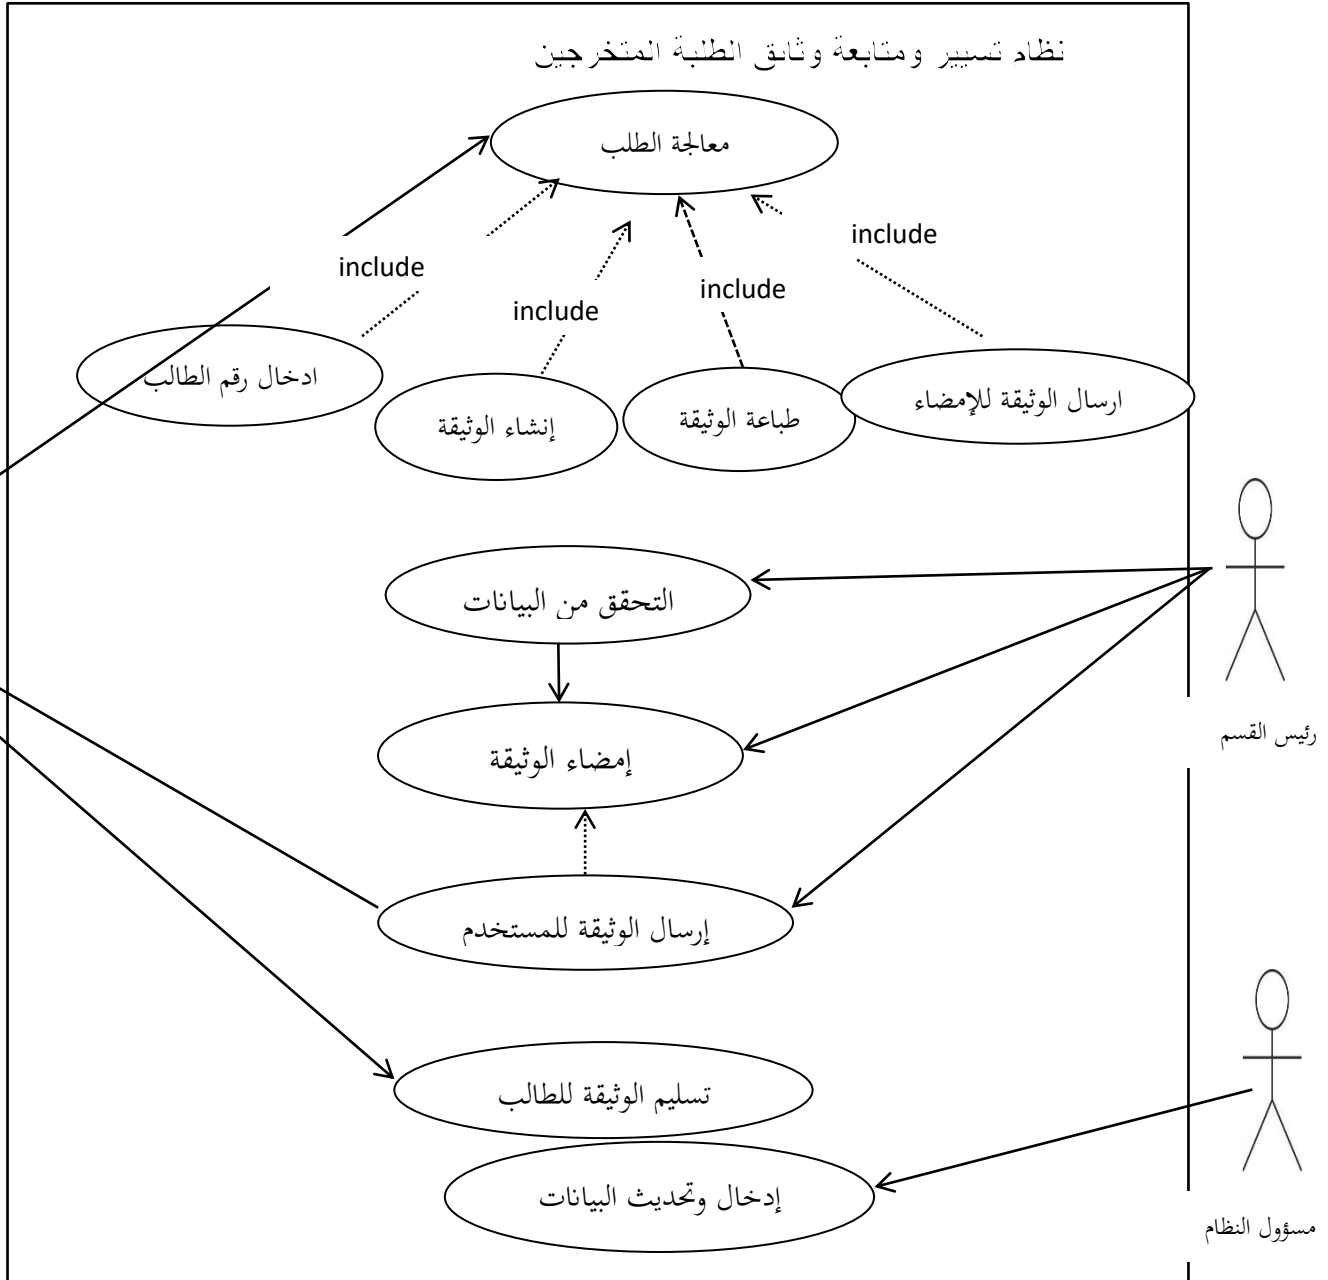 نظام تسيير ومتابعة وثائق الطلبة المتخرجين
معالجة الطلب
include
include
include
include
ادخال رقم الطالب
إنشاء الوثيقة
طباعة الوثيقة
ارسال الوثيقة للإمضاء
التحقق من البيانات
رئيس القسم
إمضاء الوثيقة
إرسال الوثيقة للمستخدم
تسليم الوثيقة للطالب
إدخال وتحديث البيانات
مسؤول النظام